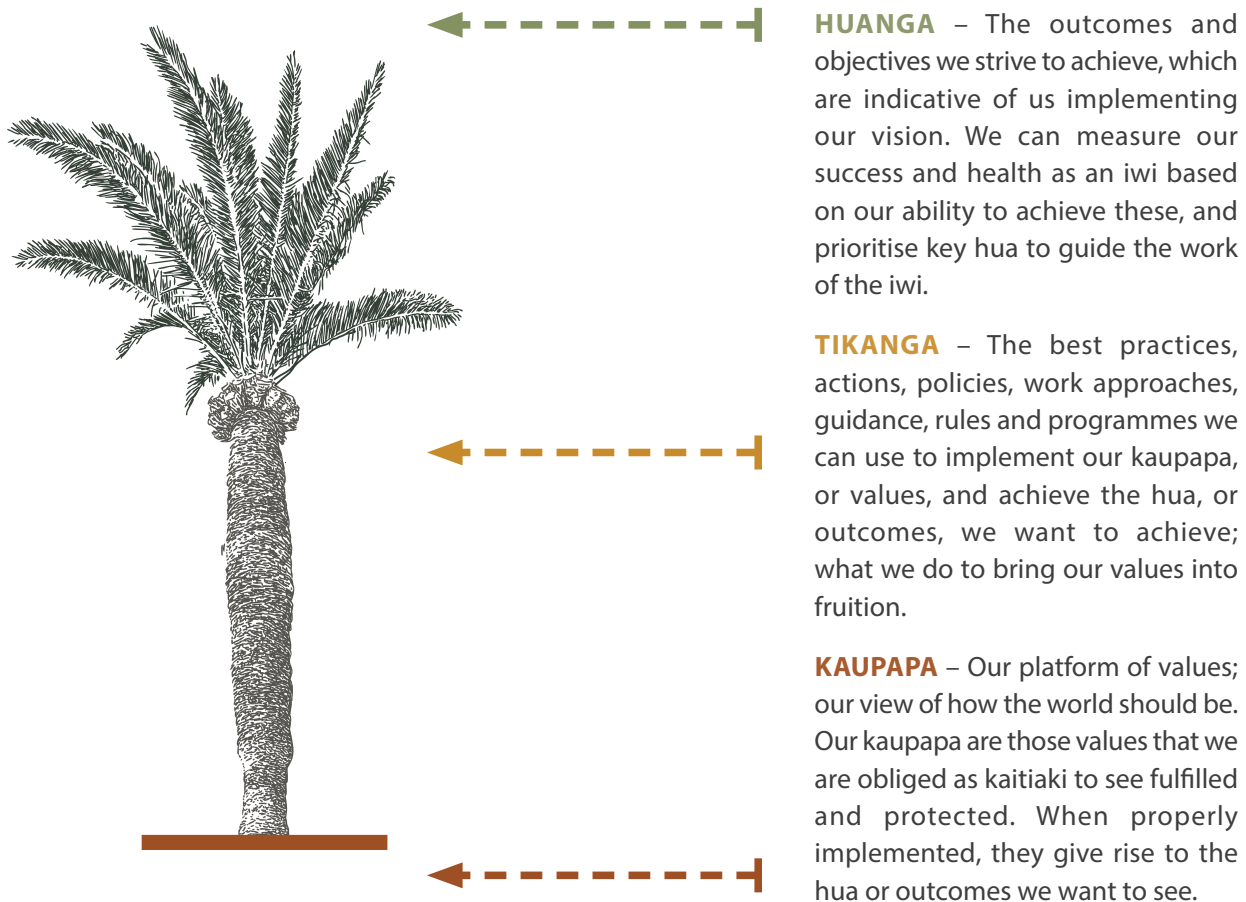 HUANGA – The outcomes and
objectives we strive to achieve, which
are indicative of us implementing
our vision. We can measure our
success and health as an iwi based
on our ability to achieve these, and
prioritise key hua to guide the work
of the iwi.
TIKANGA – The best practices,
actions, policies, work approaches,
guidance, rules and programmes we
can use to implement our kaupapa,
or values, and achieve the hua, or
outcomes, we want to achieve;
what we do to bring our values into
fruition.
KAUPAPA – Our platform of values;
our view of how the world should be.
Our kaupapa are those values that we
are obliged as kaitiaki to see fulfilled
and protected. When properly
implemented, they give rise to the
hua or outcomes we want to see.